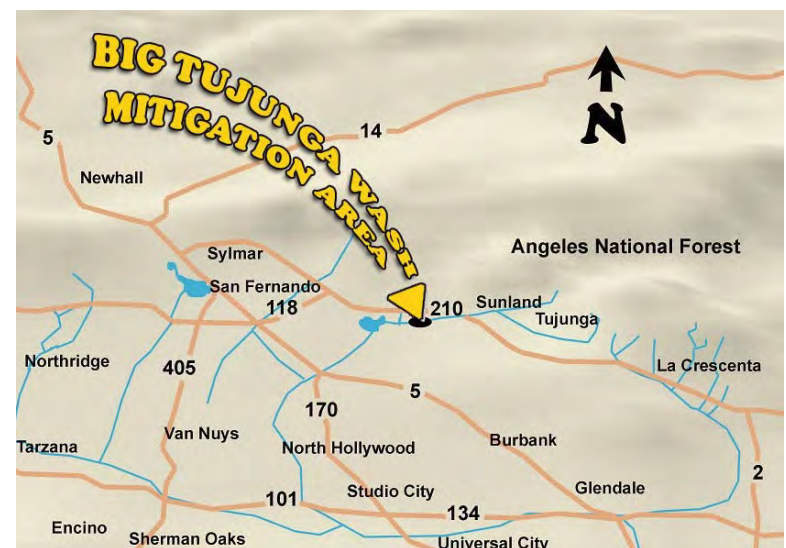 BIG TUJUNGA WASH
MITIGATION AREA
N
14
5
Newhall
Angeles National Forest
Sylmar
San Fernando
118
210
Sunland
Tujunga
Northridge
405
La Crescenta
5
170
Van Nuys
Tarzana
North Hollywood
Burbank
2
Studio City
Glendale
101
134
Encino
Sherman Oaks
Universal City